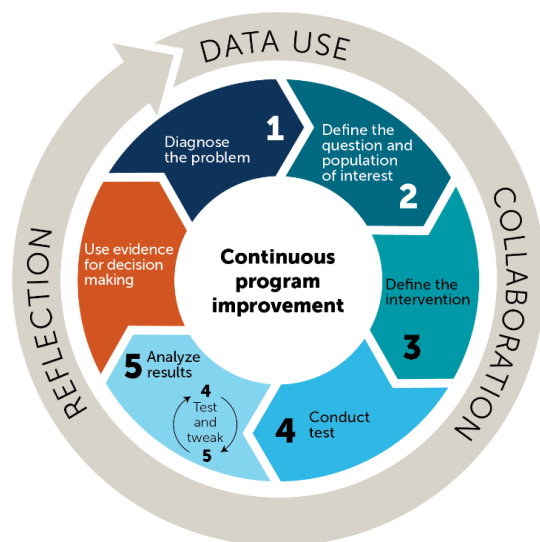 DATA USE
COLLABORATION
REFLECTION
1
Diagnose
the problem
Define the
question and
population
of interest
2
Define the
intervention
3
4
Conduct
test
5
Analyze
results
4
Test
and
tweak
5
Use evidence
for decision
making
Continuous
program
improvement